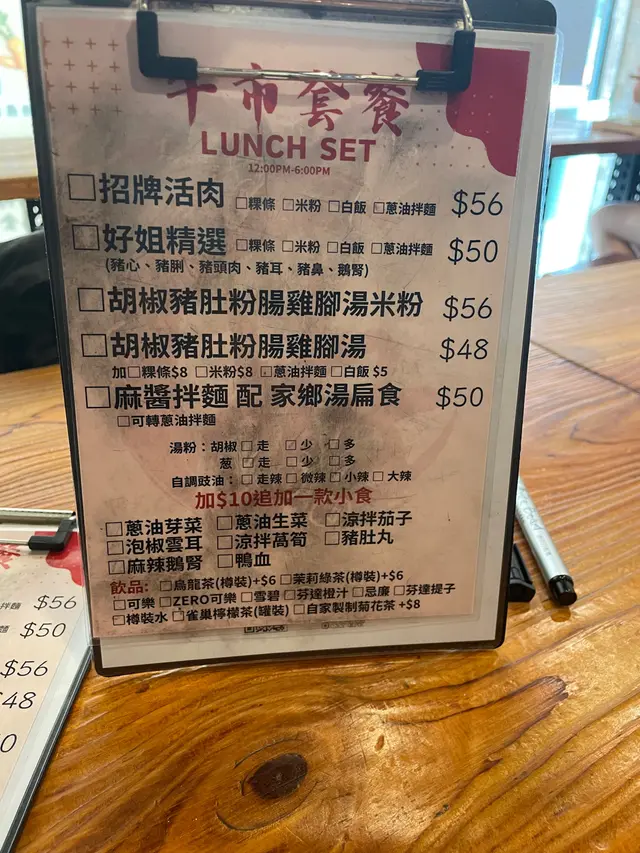 午市套餐
LUNCH SET
12:00PM-6:00PM
□招牌活肉 □粿條 □米粉 □白飯 □蔥油拌麵 $56
□好姐精選 □粿條 □米粉 □白飯 □蔥油拌麵 $50
(豬心、豬脷、豬頭肉、豬耳、豬鼻、鵝腎)
□胡椒豬肚粉腸雞腳湯米粉 $56
□胡椒豬肚粉腸雞腳湯 $48
加□粿條$8 □米粉$8 □蔥油拌麵 □白飯 $5
□麻醬拌麵 配 家鄉湯扁食 $50
□可轉蔥油拌麵
湯粉：胡椒 □走 □少 □多
葱 □走 □少 □多
自調豉油：□走辣 □微辣 □小辣 □大辣
加$10追加一款小食
□蔥油芽菜 □蔥油生菜 □涼拌茄子
□泡椒雲耳 □涼拌萵筍 □豬肚丸
□麻辣鵝腎 □鴨血
飲品: □烏龍茶(樽裝)+$6 □茉莉綠茶(樽裝)+$6
□可樂 □ZERO可樂 □雪碧 □芬達橙汁 □忌廉 □芬達提子
□樽裝水 □雀巢檸檬茶(罐裝) □自家製制菊花茶 +$8
拌麵 $56
麵 $50
$56
$48
0